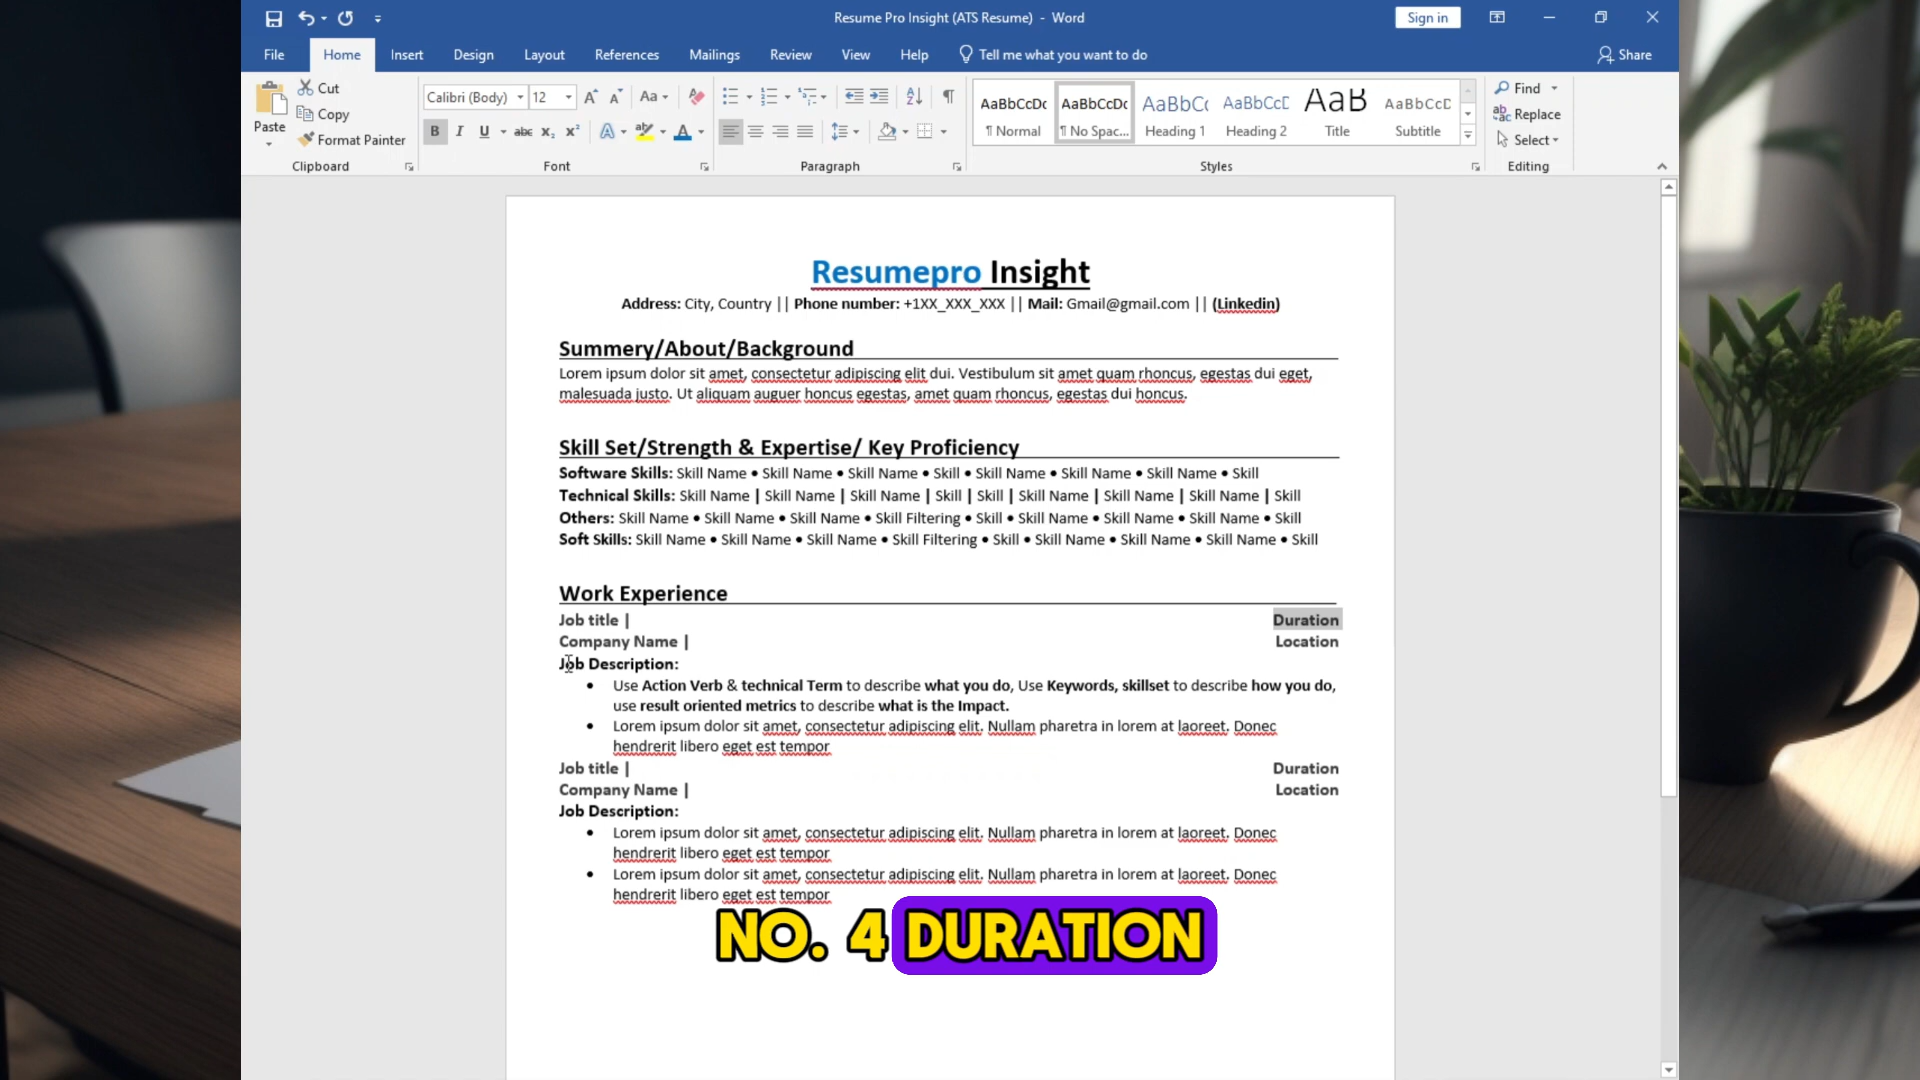 Resume Pro Insight (ATS Resume) - Word
Sign in
File Home Insert Design Layout References Mailings Review View Help Tell me what you want to do Share
Paste Cut Copy Format Painter
Calibri (Body) 12
Aa
B I U abc x₂ x²
A
A
AaBbCcDc ¶ Normal
AaBbCcDc ¶ No Spac...
AaBbCc Heading 1
AaBbCcE Heading 2
AaB Title
AaBbCcD Subtitle
Find
Replace
Select
Clipboard Font Paragraph Styles Editing
Resumepro Insight
Address: City, Country || Phone number: +1XX_XXX_XXX || Mail: Gmail@gmail.com || (Linkedin)
Summery/About/Background
Lorem ipsum dolor sit amet, consectetur adipiscing elit dui. Vestibulum sit amet quam rhoncus, egestas dui eget,
malesuada justo. Ut aliquam auguer honcus egestas, amet quam rhoncus, egestas dui honcus.
Skill Set/Strength & Expertise/ Key Proficiency
Software Skills: Skill Name • Skill Name • Skill Name • Skill • Skill Name • Skill Name • Skill Name • Skill
Technical Skills: Skill Name | Skill Name | Skill Name | Skill | Skill | Skill Name | Skill Name | Skill Name | Skill
Others: Skill Name • Skill Name • Skill Name • Skill Filtering • Skill • Skill Name • Skill Name • Skill Name • Skill
Soft Skills: Skill Name • Skill Name • Skill Name • Skill Filtering • Skill • Skill Name • Skill Name • Skill Name • Skill
Work Experience
Job title | Duration
Company Name | Location
Job Description:
• Use Action Verb & technical Term to describe what you do, Use Keywords, skillset to describe how you do,
use result oriented metrics to describe what is the Impact.
• Lorem ipsum dolor sit amet, consectetur adipiscing elit. Nullam pharetra in lorem at laoreet. Donec
hendrerit libero eget est tempor
Job title | Duration
Company Name | Location
Job Description:
• Lorem ipsum dolor sit amet, consectetur adipiscing elit. Nullam pharetra in lorem at laoreet. Donec
hendrerit libero eget est tempor
• Lorem ipsum dolor sit amet, consectetur adipiscing elit. Nullam pharetra in lorem at laoreet. Donec
hendrerit libero eget est tempor
NO. 4 DURATION